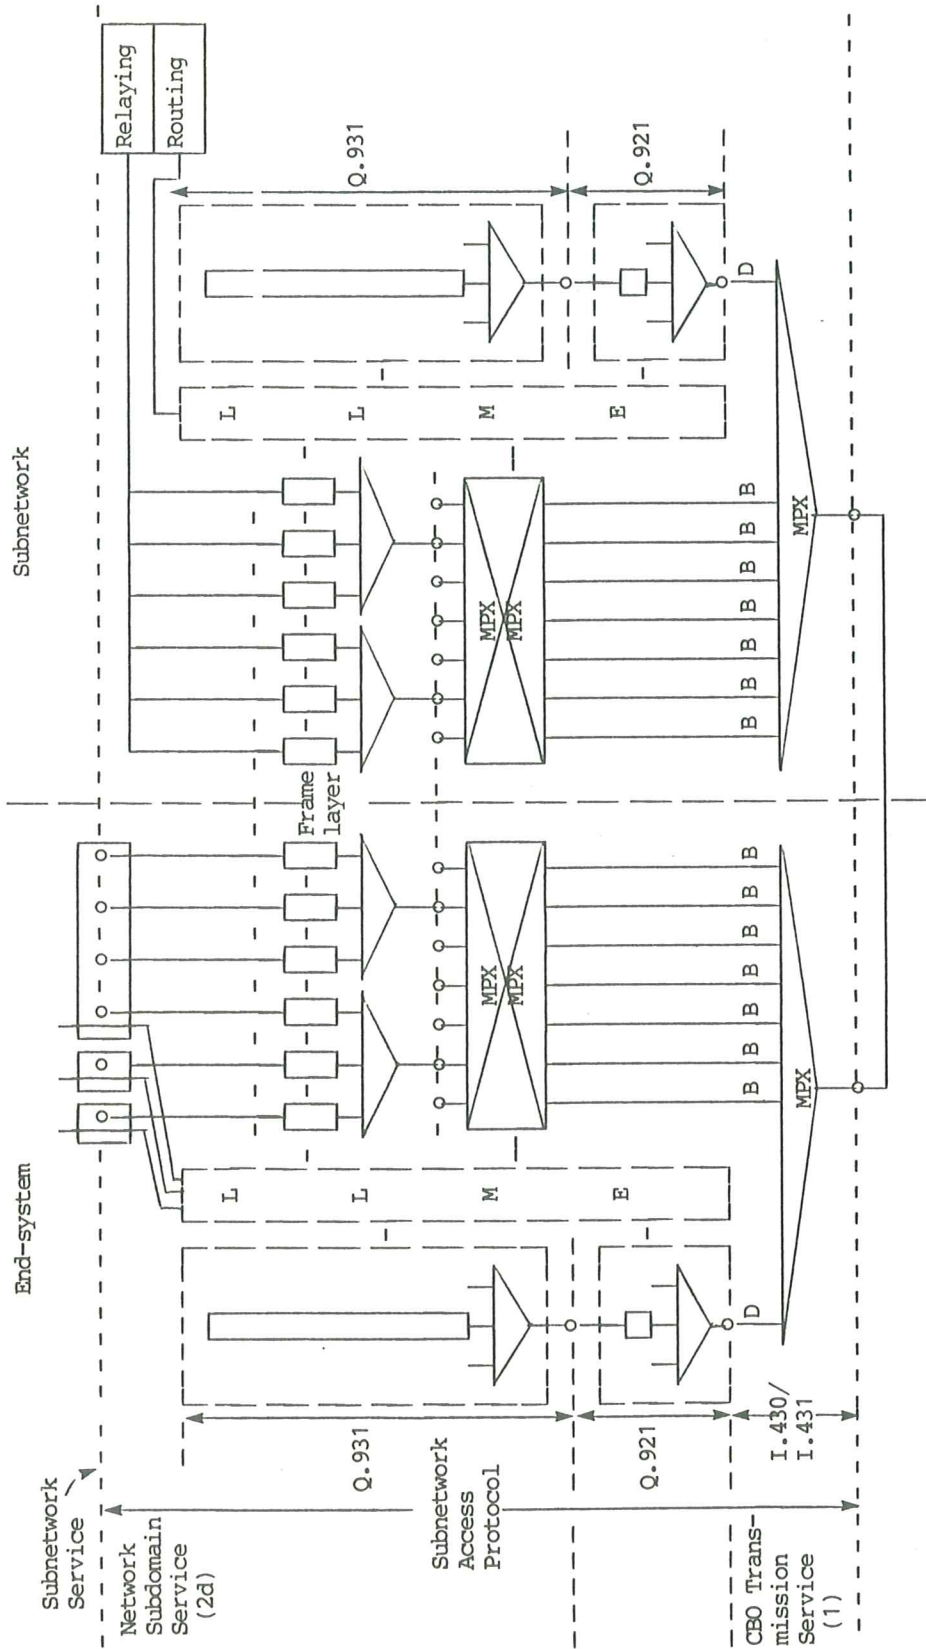 End-system
Subnetwork
Subnetwork
Service
Network
Subdomain
Service
(2d)
Relaying
Routing
Q.931
L
L
M
E
Frame
layer
L
L
M
E
Q.931
Subnetwork
Access
Protocol
MPX
MPX
MPX
MPX
Q.921
Q.921
CBO Trans-
mission
Service
(1)
I.430/
I.431
D
B B B B B B B
B B B B B B B
D
MPX
MPX